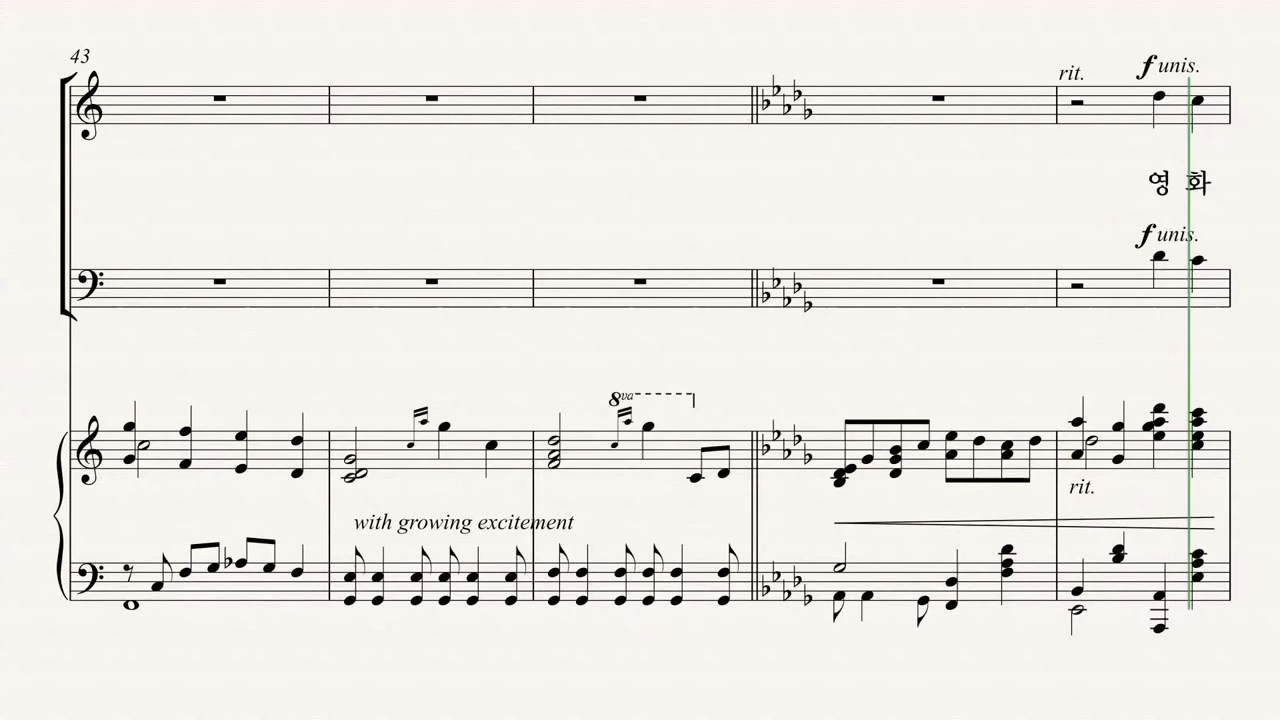 43
rit.
f unis.
영 화
f unis.
8va
with growing excitement
rit.